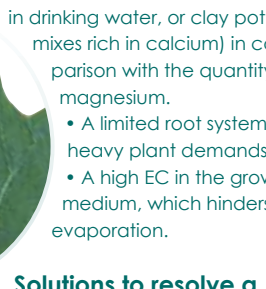 in drinking water, or clay pot
mixes rich in calcium) in co
parison with the quantity
magnesium.
• A limited root system
heavy plant demands
• A high EC in the grow
medium, which hinders
evaporation.
Solutions to resolve a